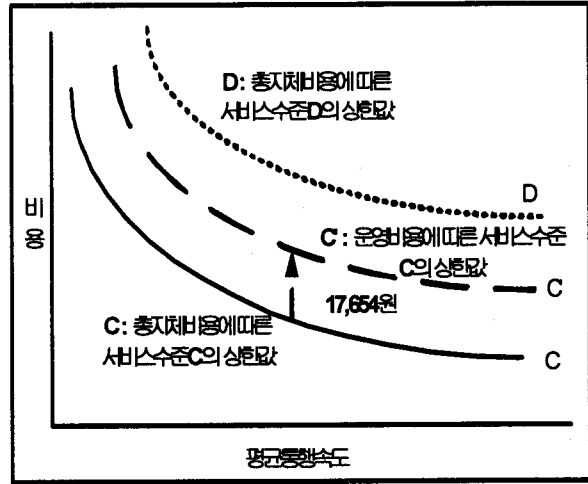 D: 총지체비용에 따른
서비스수준D의 상한값
D
비
용
C': 운영비용에 따른 서비스수준
C의 상한값
C
17,654원
C: 총지체비용에 따른
서비스수준C의 상한값
C
평균통행속도